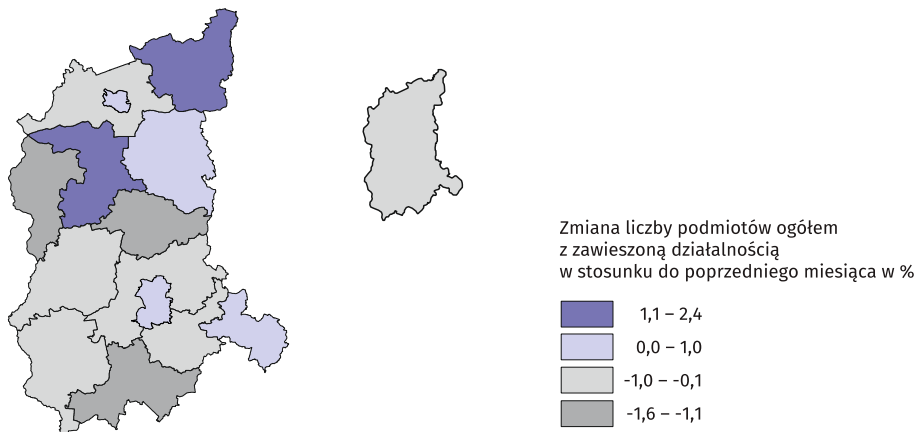 Zmiana liczby podmiotów ogółem
z zawieszoną działalnością
w stosunku do poprzedniego miesiąca w %
1,1 – 2,4
0,0 – 1,0
-1,0 – -0,1
-1,6 – -1,1